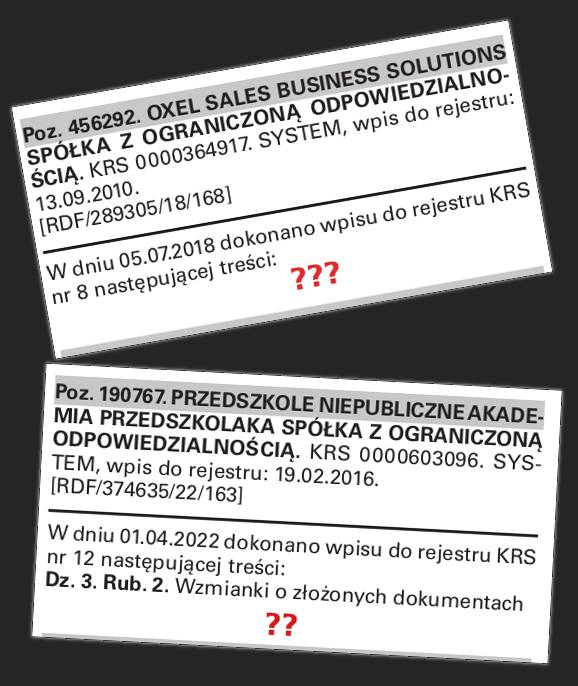 Poz. 456292. OXEL SALES BUSINESS SOLUTIONS
SPÓŁKA Z OGRANICZONĄ ODPOWIEDZIALNO-
ŚCIĄ. KRS 0000364917. SYSTEM, wpis do rejestru:
13.09.2010.
[RDF/289305/18/168]
W dniu 05.07.2018 dokonano wpisu do rejestru KRS
nr 8 następującej treści:
???
Poz. 190767. PRZEDSZKOLE NIEPUBLICZNE AKADE-
MIA PRZEDSZKOLAKA SPÓŁKA Z OGRANICZONĄ
ODPOWIEDZIALNOŚCIĄ. KRS 0000603096. SYS-
TEM, wpis do rejestru: 19.02.2016.
[RDF/374635/22/163]
W dniu 01.04.2022 dokonano wpisu do rejestru KRS
nr 12 następującej treści:
Dz. 3. Rub. 2. Wzmianki o złożonych dokumentach
??